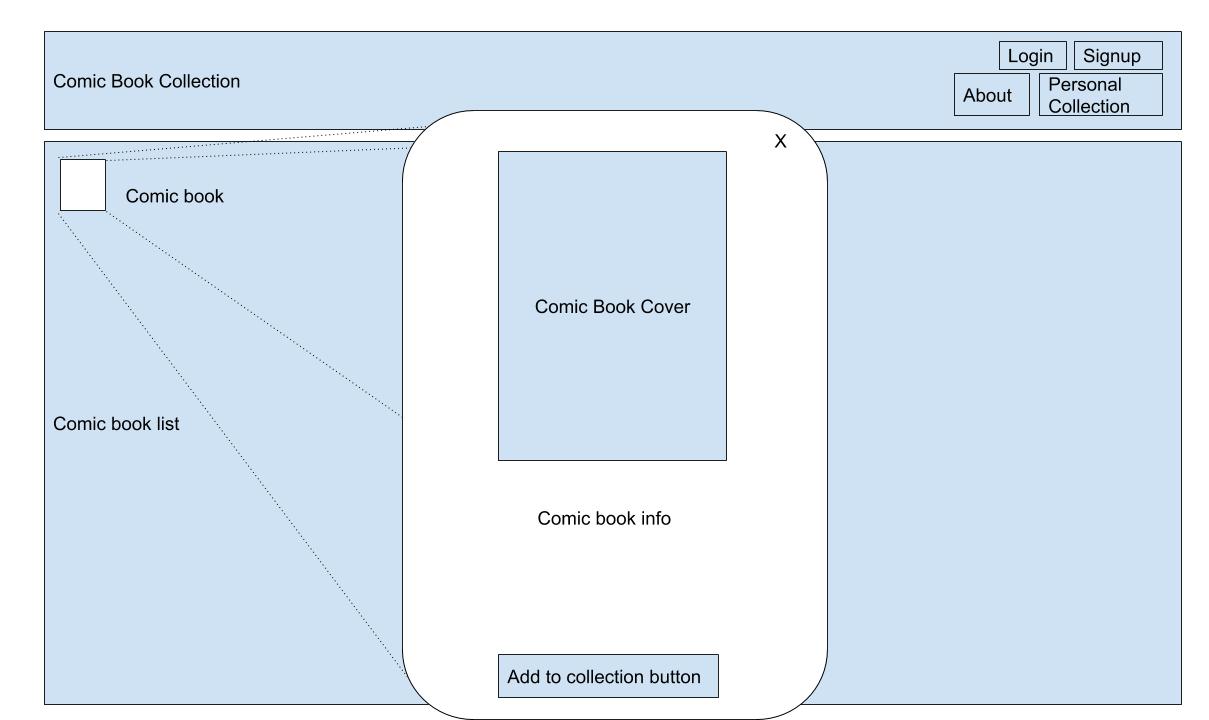 Login
Signup
Comic Book Collection
About
Personal
Collection
X
Comic book
Comic Book Cover
Comic book list
Comic book info
Add to collection button